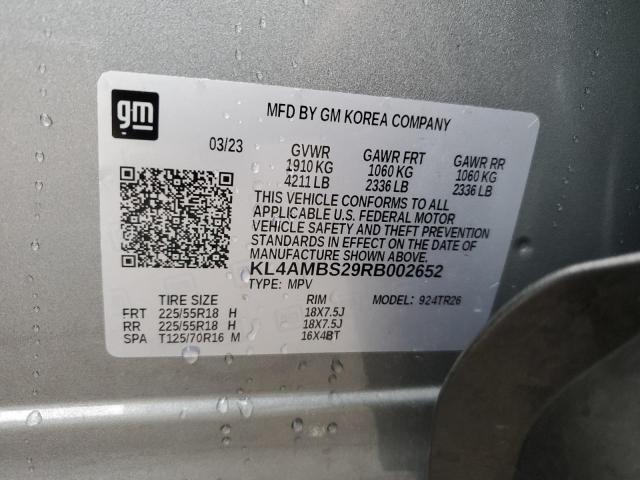 gm
MFD BY GM KOREA COMPANY
03/23 GVWR GAWR FRT GAWR RR
1910 KG 1060 KG 1060 KG
4211 LB 2336 LB 2336 LB
THIS VEHICLE CONFORMS TO ALL
APPLICABLE U.S. FEDERAL MOTOR
VEHICLE SAFETY AND THEFT PREVENTION
STANDARDS IN EFFECT ON THE DATE OF
MANUFACTURE SHOWN ABOVE.
KL4AMBS29RB002652
TYPE: MPV MODEL: 924TR26
TIRE SIZE RIM
FRT 225/55R18 H 18X7.5J
RR 225/55R18 H 18X7.5J
SPA T125/70R16 M 16X4BT